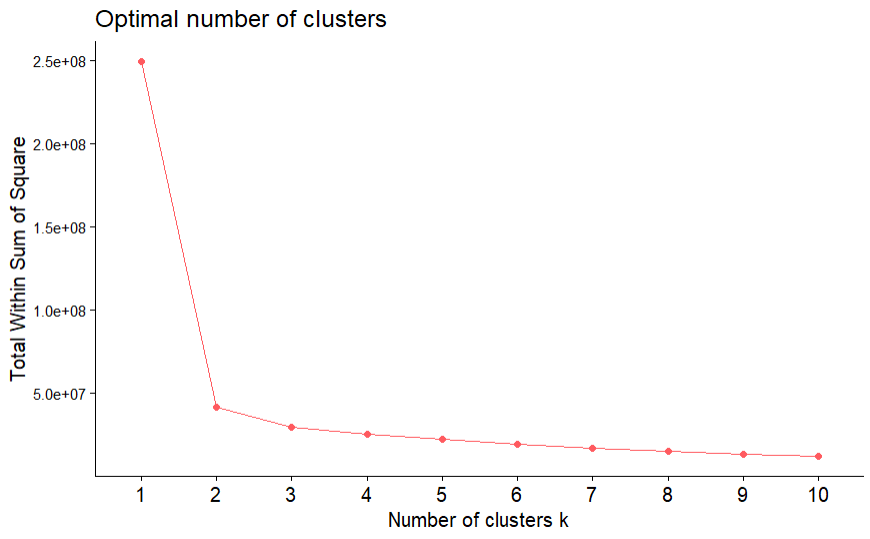 Optimal number of clusters
Total Within Sum of Square
2.5e+08
2.0e+08
1.5e+08
1.0e+08
5.0e+07
1 2 3 4 5 6 7 8 9 10
Number of clusters k